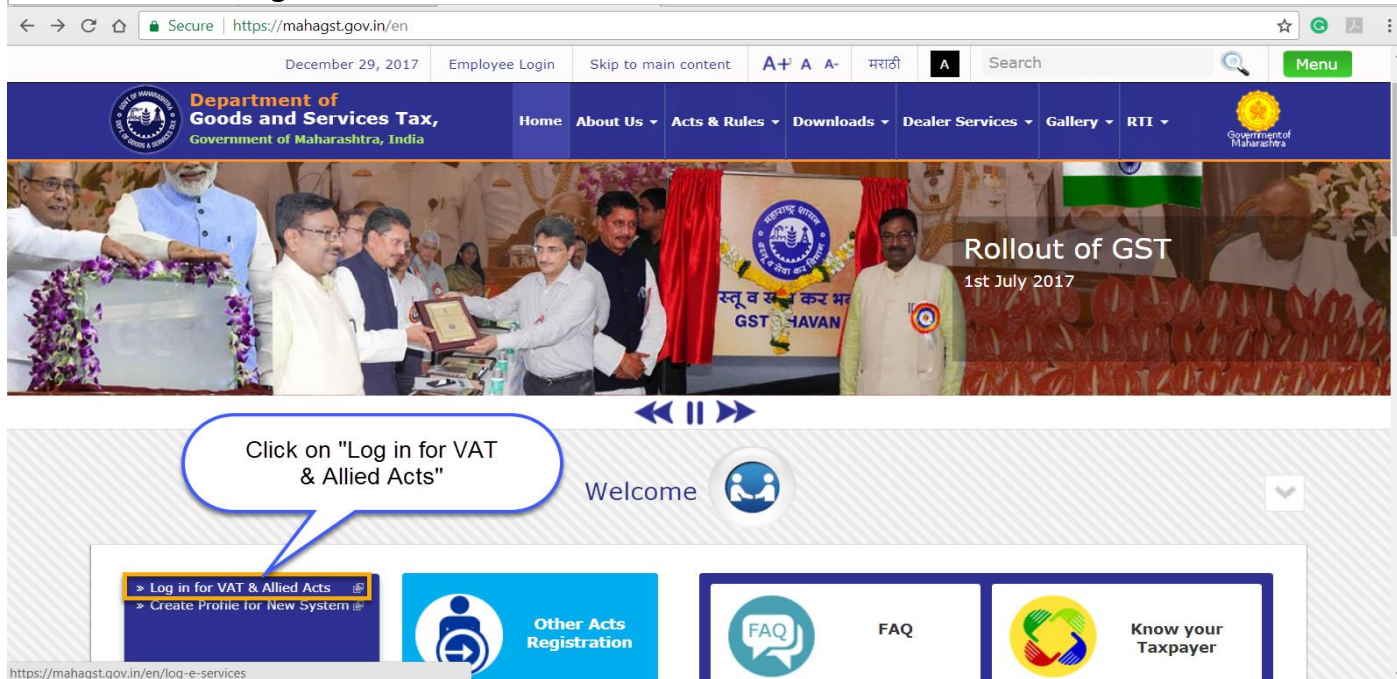 Secure | https://mahagst.gov.in/en
December 29, 2017 Employee Login Skip to main content A+ A A- मराठी A Search Menu
Department of
Goods and Services Tax,
Government of Maharashtra, India
Home About Us Acts & Rules Downloads Dealer Services Gallery RTI
Government of
Maharashtra
महाराष्ट्र शासन
GST BHAVAN
Rollout of GST
1st July 2017
Click on "Log in for VAT
& Allied Acts"
Welcome
» Log in for VAT & Allied Acts
» Create Profile for New System
Other Acts
Registration
FAQ
FAQ
Know your
Taxpayer
https://mahagst.gov.in/en/log-e-services